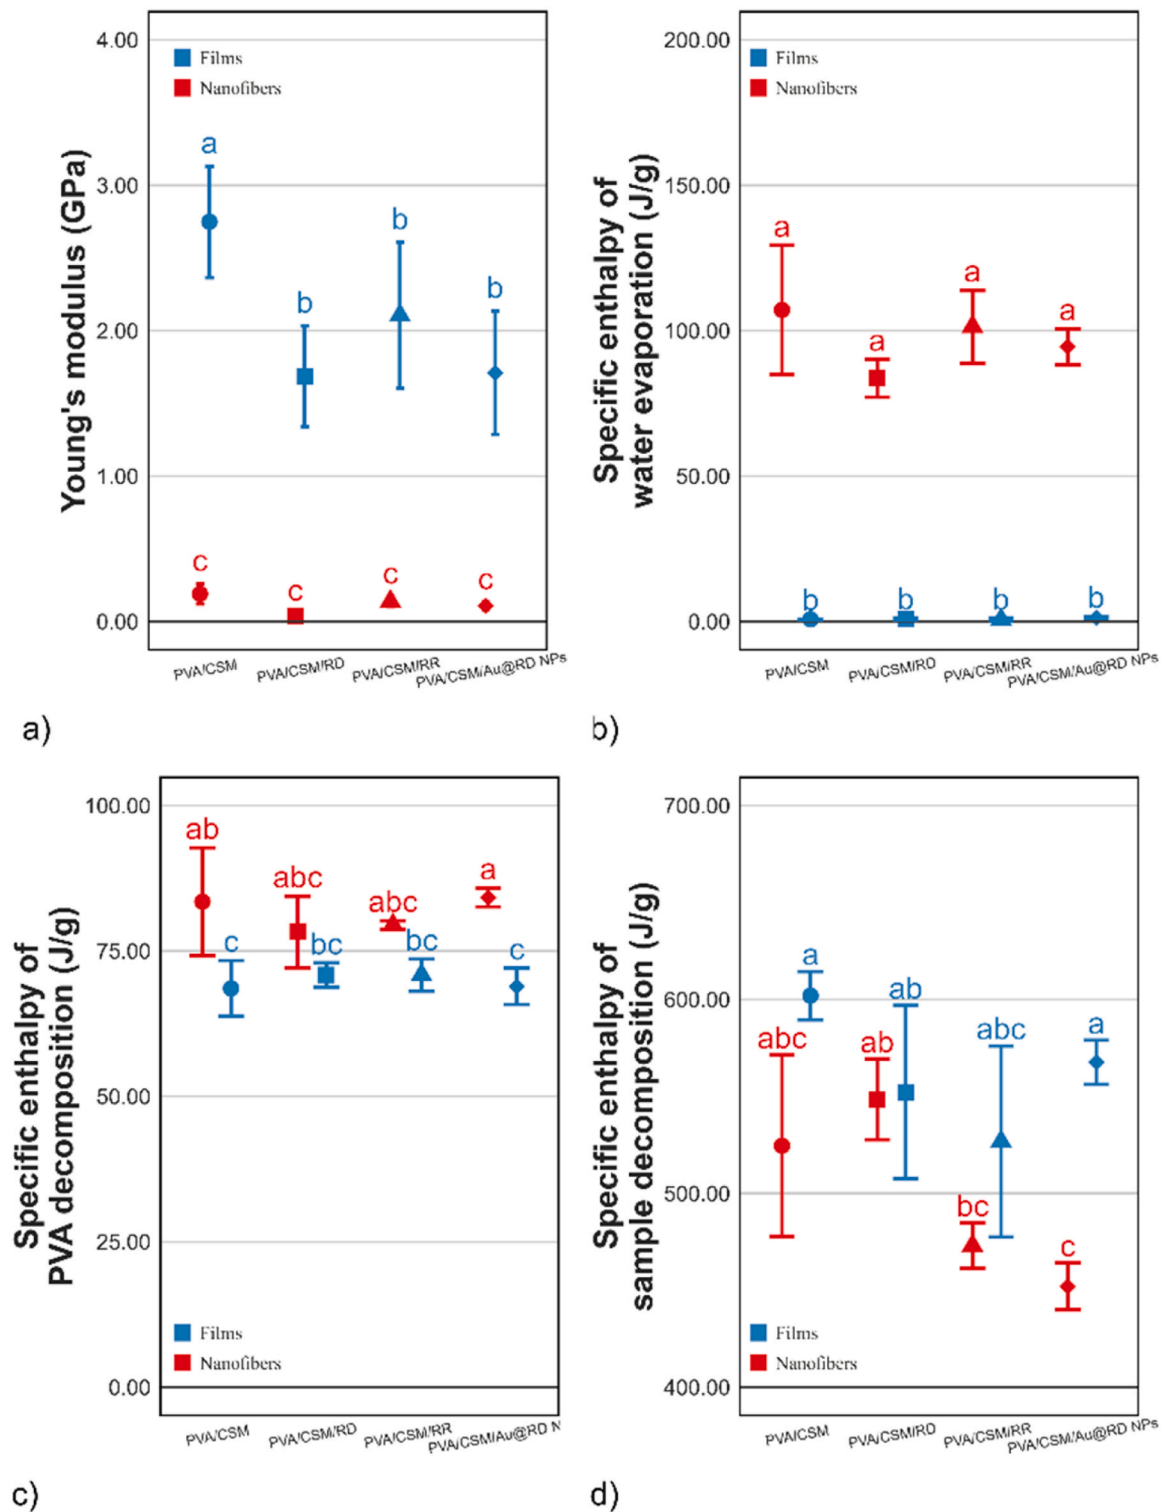 4.00
Films
Nanofibers
a
3.00
b
b
b
2.00
1.00
c
c
c
c
0.00
Young's modulus (GPa)
PVA/CSM
PVA/CSM/RD
PVA/CSM/RR
PVA/CSM/Au@RD NPs
a)
200.00
Films
Nanofibers
150.00
a
a
a
a
100.00
50.00
b
b
b
b
0.00
Specific enthalpy of
water evaporation (J/g)
PVA/CSM
PVA/CSM/RD
PVA/CSM/RR
PVA/CSM/Au@RD NPs
b)
100.00
ab
abc
abc
a
75.00
c
bc
bc
c
50.00
25.00
Films
Nanofibers
0.00
Specific enthalpy of
PVA decomposition (J/g)
PVA/CSM
PVA/CSM/RD
PVA/CSM/RR
PVA/CSM/Au@RD N
c)
700.00
a
ab
abc
a
600.00
abc
ab
bc
c
500.00
Films
Nanofibers
400.00
Specific enthalpy of
sample decomposition (J/g)
PVA/CSM
PVA/CSM/RD
PVA/CSM/RR
PVA/CSM/Au@RD NPs
d)